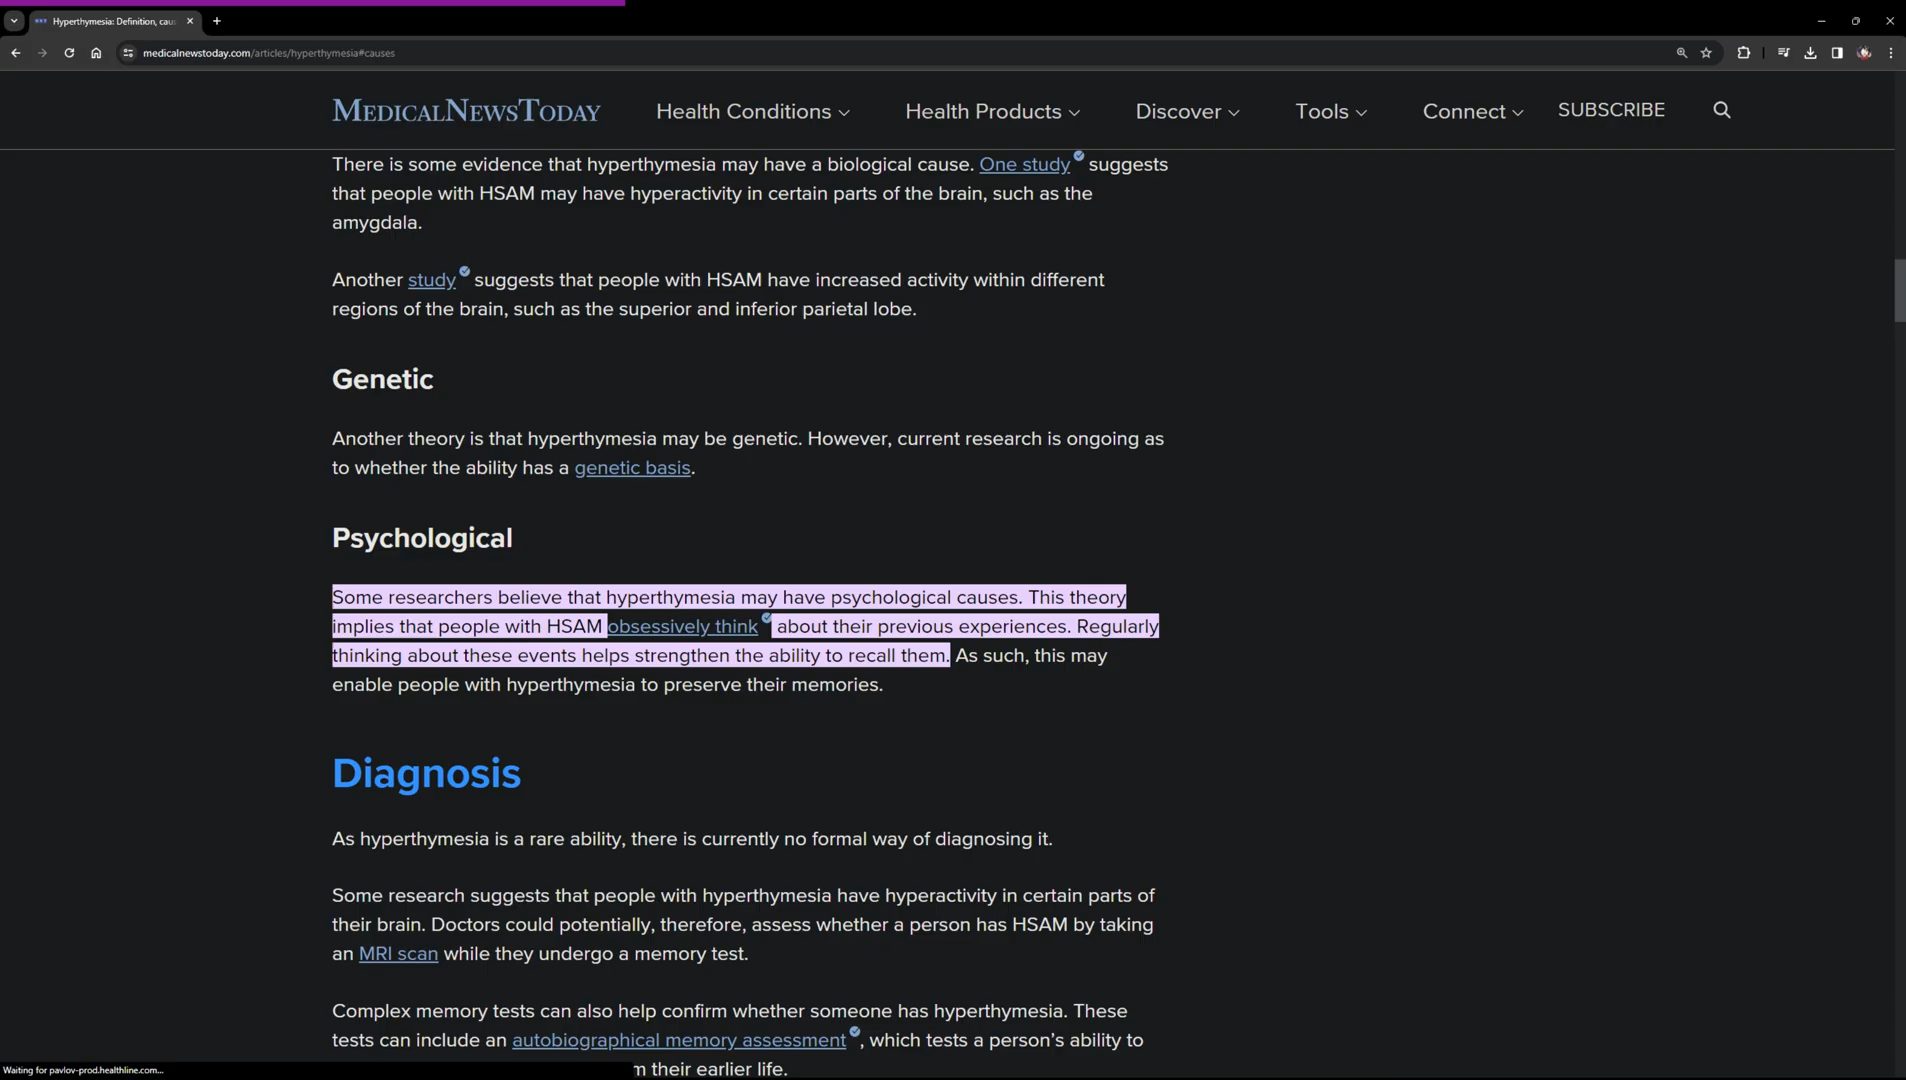 Hyperthymesia: Definition, cau
medicalnewstoday.com/articles/hyperthymesia#causes
MEDICALNEWSTODAY
Health Conditions
Health Products
Discover
Tools
Connect
SUBSCRIBE
There is some evidence that hyperthymesia may have a biological cause. One study suggests
that people with HSAM may have hyperactivity in certain parts of the brain, such as the
amygdala.
Another study suggests that people with HSAM have increased activity within different
regions of the brain, such as the superior and inferior parietal lobe.
Genetic
Another theory is that hyperthymesia may be genetic. However, current research is ongoing as
to whether the ability has a genetic basis.
Psychological
Some researchers believe that hyperthymesia may have psychological causes. This theory
implies that people with HSAM obsessively think about their previous experiences. Regularly
thinking about these events helps strengthen the ability to recall them. As such, this may
enable people with hyperthymesia to preserve their memories.
Diagnosis
As hyperthymesia is a rare ability, there is currently no formal way of diagnosing it.
Some research suggests that people with hyperthymesia have hyperactivity in certain parts of
their brain. Doctors could potentially, therefore, assess whether a person has HSAM by taking
an MRI scan while they undergo a memory test.
Complex memory tests can also help confirm whether someone has hyperthymesia. These
tests can include an autobiographical memory assessment, which tests a person's ability to
m their earlier life.
Waiting for pavlov-prod.healthline.com...